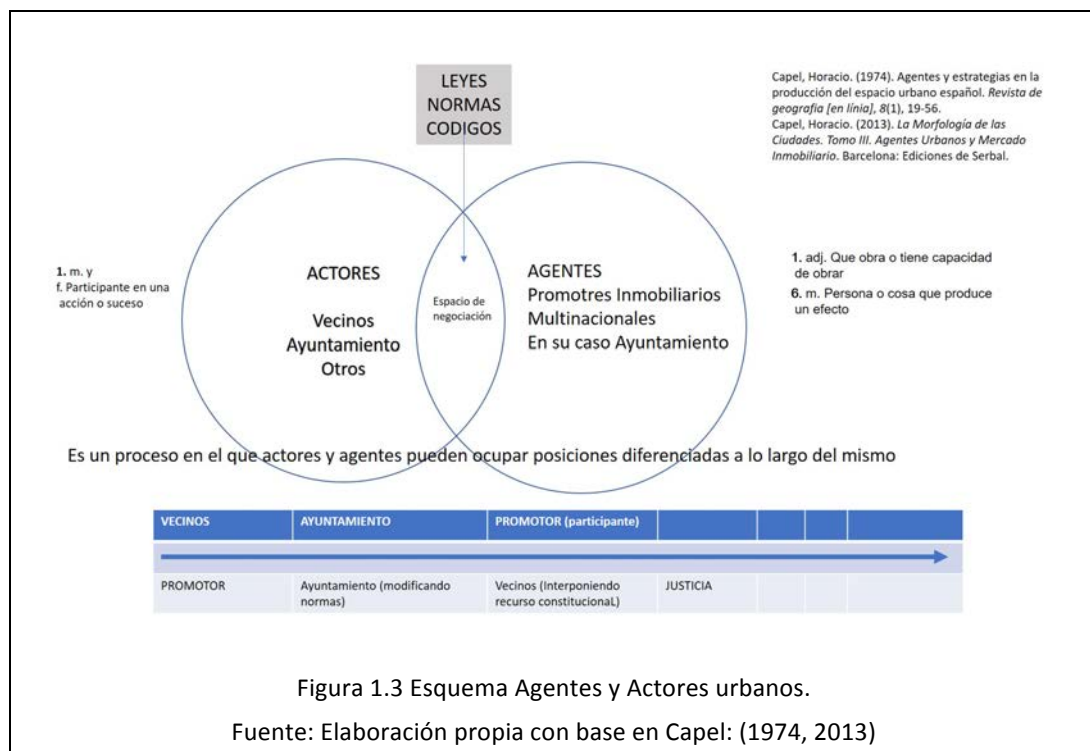 LEYES
NORMAS
CODIGOS
Capel, Horacio. (1974). Agentes y estrategias en la
producción del espacio urbano español. Revista de
geografia [en línia], 8(1), 19-56.
Capel, Horacio. (2013). La Morfología de las
Ciudades. Tomo III. Agentes Urbanos y Mercado
Inmobiliario. Barcelona: Ediciones de Serbal.
1. m. y
f. Participante en una
acción o suceso
ACTORES
Vecinos
Ayuntamiento
Otros
Espacio de
negociación
AGENTES
Promotres Inmobiliarios
Multinacionales
En su caso Ayuntamiento
1. adj. Que obra o tiene capacidad
de obrar
6. m. Persona o cosa que produce
un efecto
Es un proceso en el que actores y agentes pueden ocupar posiciones diferenciadas a lo largo del mismo
VECINOS AYUNTAMIENTO PROMOTOR (participante)
PROMOTOR Ayuntamiento (modificando Vecinos (Interponiendo JUSTICIA
normas) recurso constitucionaL)
Figura 1.3 Esquema Agentes y Actores urbanos.
Fuente: Elaboración propia con base en Capel: (1974, 2013)